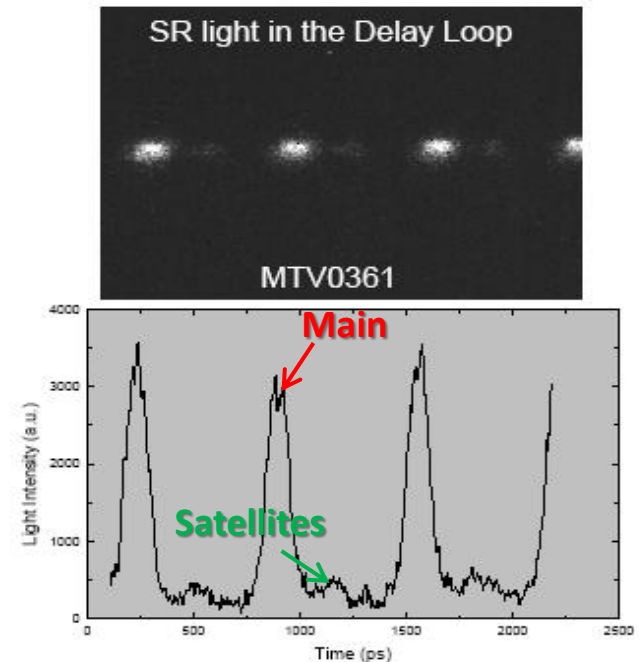 SR light in the Delay Loop
MTV0361
4000
Main
3000
Light Intensity (a.u.)
2000
Satellites
1000
0
0 500 1000 1500 2000 2500
Time (ps)